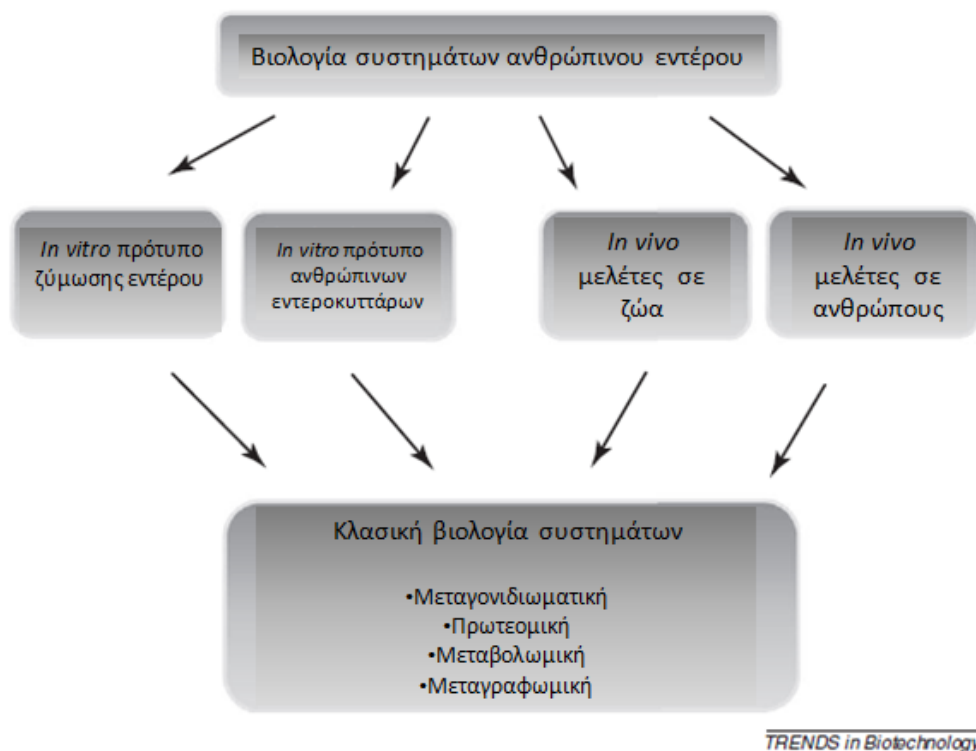 Βιολογία συστημάτων ανθρώπινου εντέρου
In vitro πρότυπο
ζύμωσης εντέρου
In vitro πρότυπο
ανθρώπινων
εντεροκυττάρων
In vivo
μελέτες σε
ζώα
In vivo
μελέτες σε
ανθρώπους
Κλασική βιολογία συστημάτων
•Μεταγονιδιωματική
•Πρωτεομική
•Μεταβολωμική
•Μεταγραφωμική
TRENDS in Biotechnology